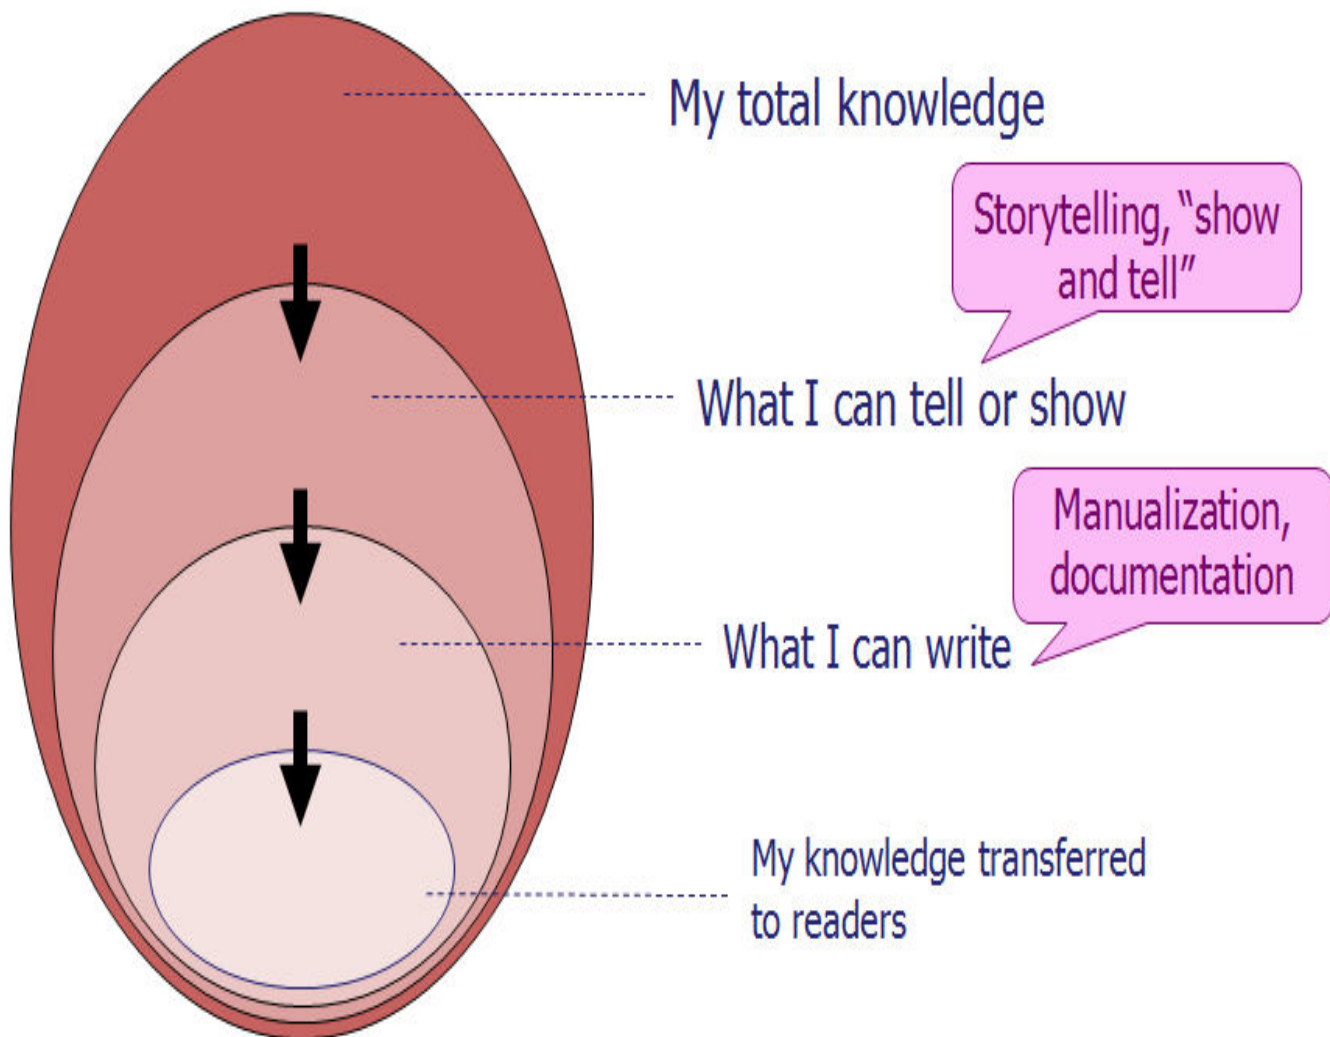 My total knowledge
Storytelling, “show
and tell”
What I can tell or show
Manualization,
documentation
What I can write
My knowledge transferred
to readers